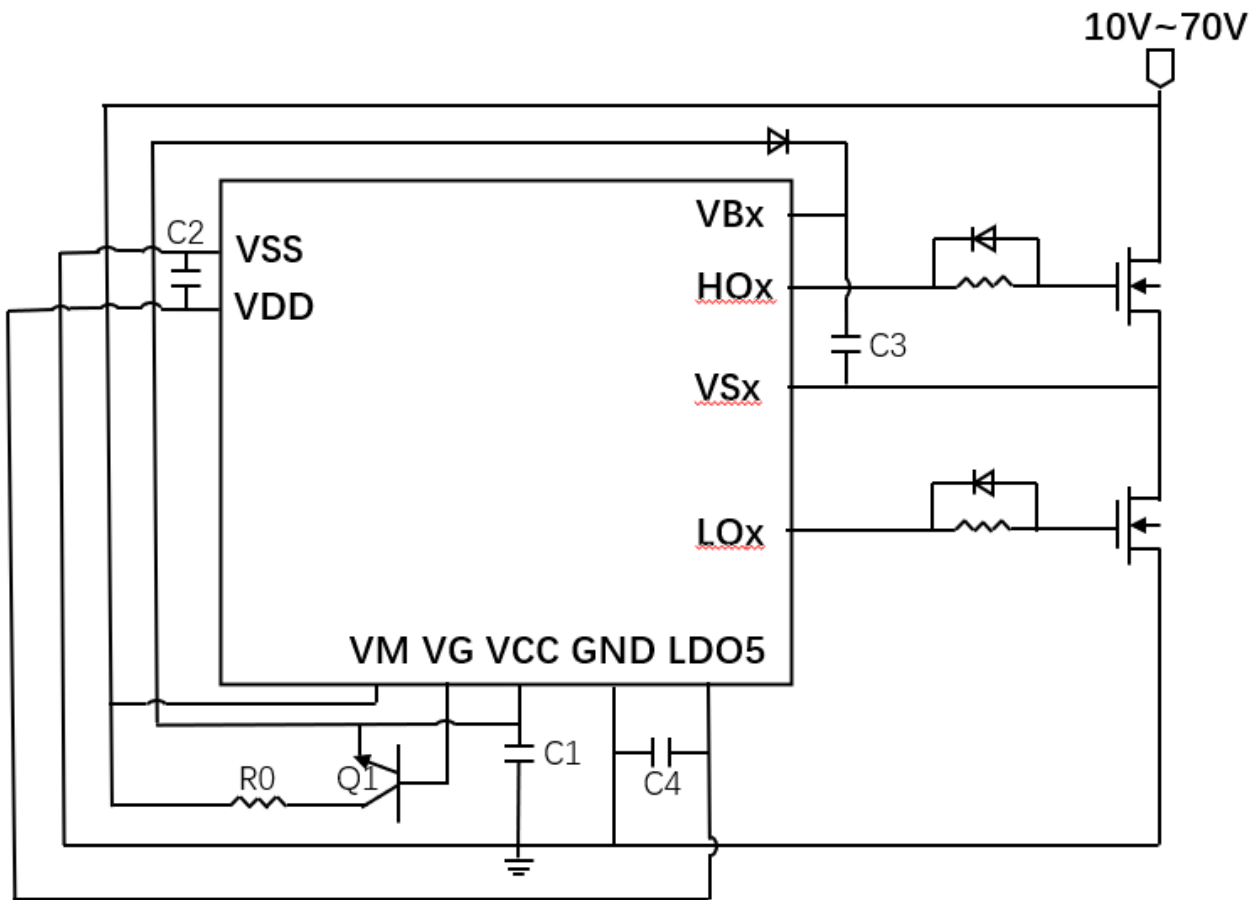 10V~70V
C2
VSS
VDD
VBx
HOx
C3
VSx
LOx
VM VG VCC GND LDO5
R0
Q1
C1
C4